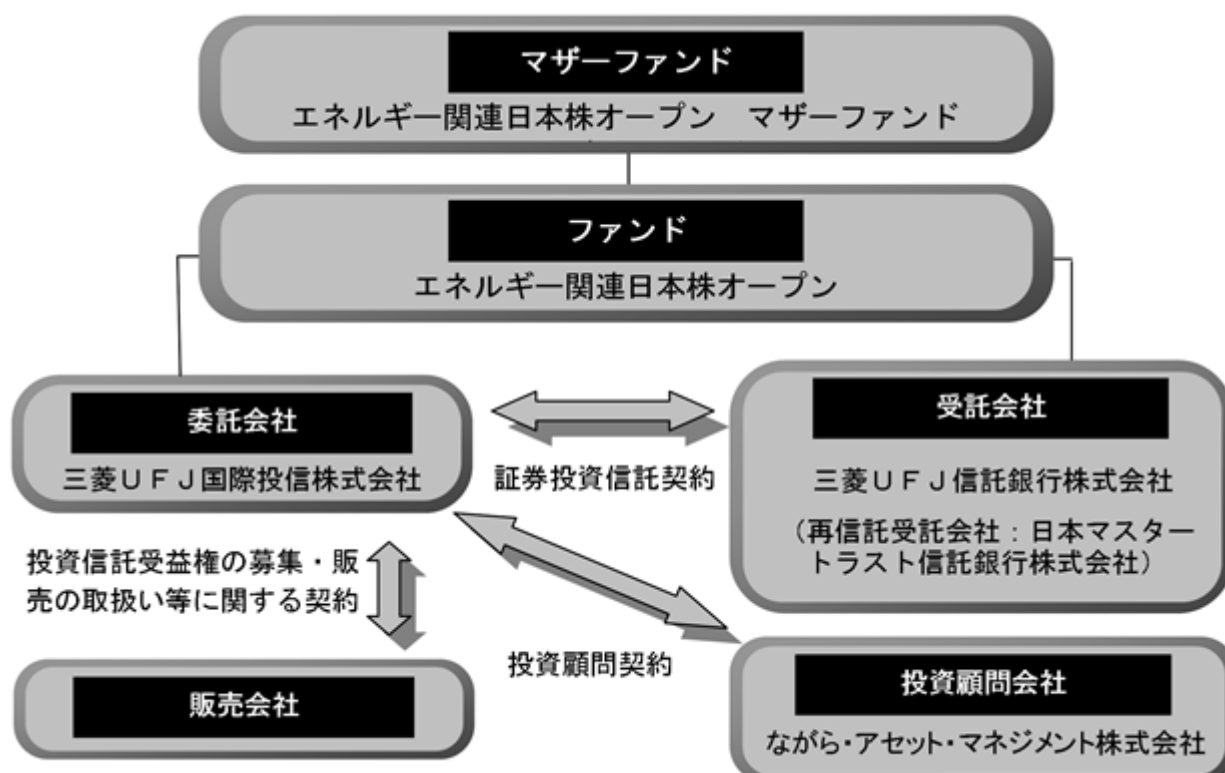 マザーファンド
エネルギー関連日本株オープン　マザーファンド
ファンド
エネルギー関連日本株オープン
委託会社
三菱ＵＦＪ国際投信株式会社
証券投資信託契約
受託会社
三菱ＵＦＪ信託銀行株式会社
（再信託受託会社：日本マスター
トラスト信託銀行株式会社）
投資信託受益権の募集・販
売の取扱い等に関する契約
投資顧問契約
販売会社
投資顧問会社
ながら・アセット・マネジメント株式会社